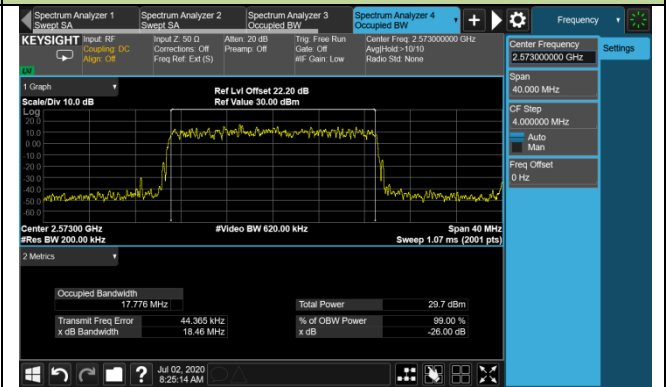 Spectrum Analyzer 1 Spectrum Analyzer 2 Spectrum Analyzer 3 Spectrum Analyzer 4 Frequency
Swept SA Swept SA Occupied BW Occupied BW
KEYSIGHT Input: RF Input Z: 50 Ω Atten: 20 dB Trig: Free Run Center Freq: 2.573000000 GHz
Coupling: DC Corrections: Off Preamp: Off Gate: Off Avg|Hold:>10/10
Align: Off Freq Ref: Ext (S) #IF Gain: Low Radio Std: None
LV
Center Frequency
2.573000000 GHz
Settings
Span
40.000 MHz
CF Step
4.000000 MHz
Auto
Man
Freq Offset
0 Hz
1 Graph
Ref Lvl Offset 22.20 dB
Scale/Div 10.0 dB Ref Value 30.00 dBm
Log
20.0
10.0
0.00
-10.0
-20.0
-30.0
-40.0
-50.0
-60.0
Center 2.57300 GHz #Video BW 620.00 kHz Span 40 MHz
#Res BW 200.00 kHz Sweep 1.07 ms (2001 pts)
2 Metrics
Occupied Bandwidth
17.776 MHz Total Power 29.7 dBm
Transmit Freq Error 44.365 kHz % of OBW Power 99.00 %
x dB Bandwidth 18.46 MHz x dB -26.00 dB
Jul 02, 2020
8:25:14 AM